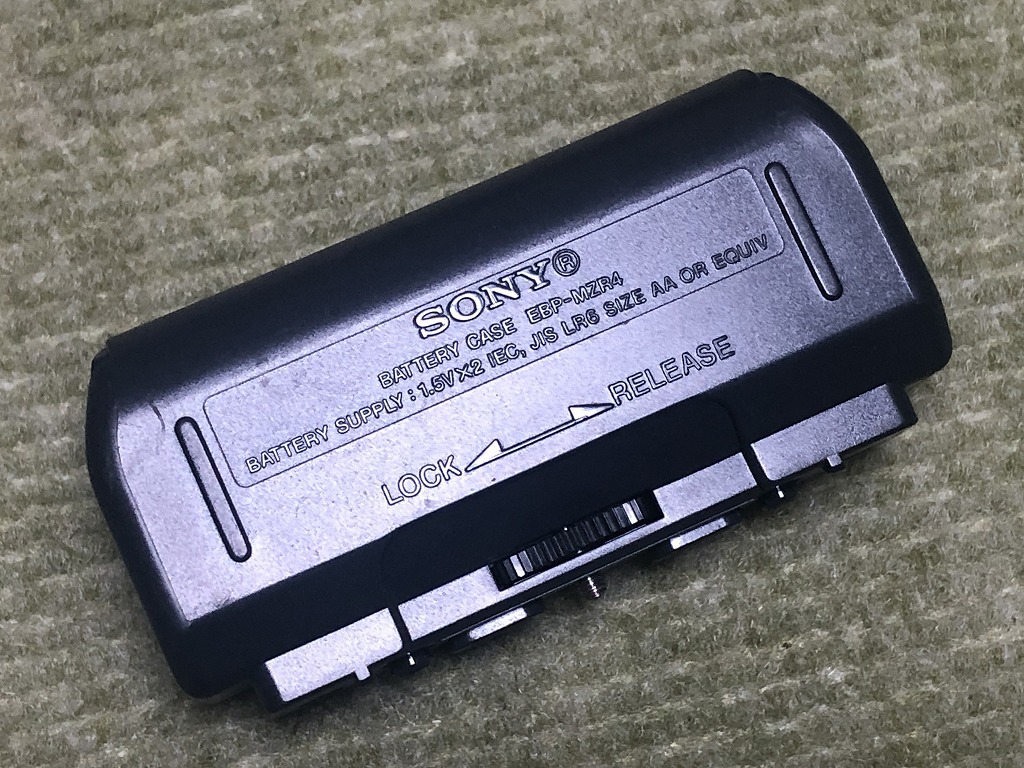 SONY®
BATTERY CASE EBP-MZR4
BATTERY SUPPLY : 1.5V×2 IEC, JIS LR6 SIZE AA OR EQUIV
LOCK RELEASE